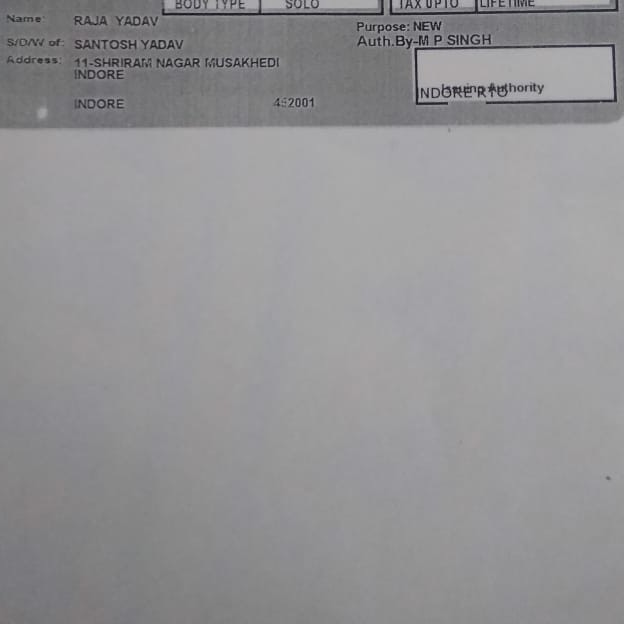 BODY TYPE SOLO TAX UPTO LIFETIME
Name: RAJA YADAV
Purpose: NEW
S/D/W of: SANTOSH YADAV
Auth.By-M P SINGH
Address: 11-SHRIRAM NAGAR MUSAKHEDI
INDORE
Issuing Authority
INDORE RTO
INDORE 452001